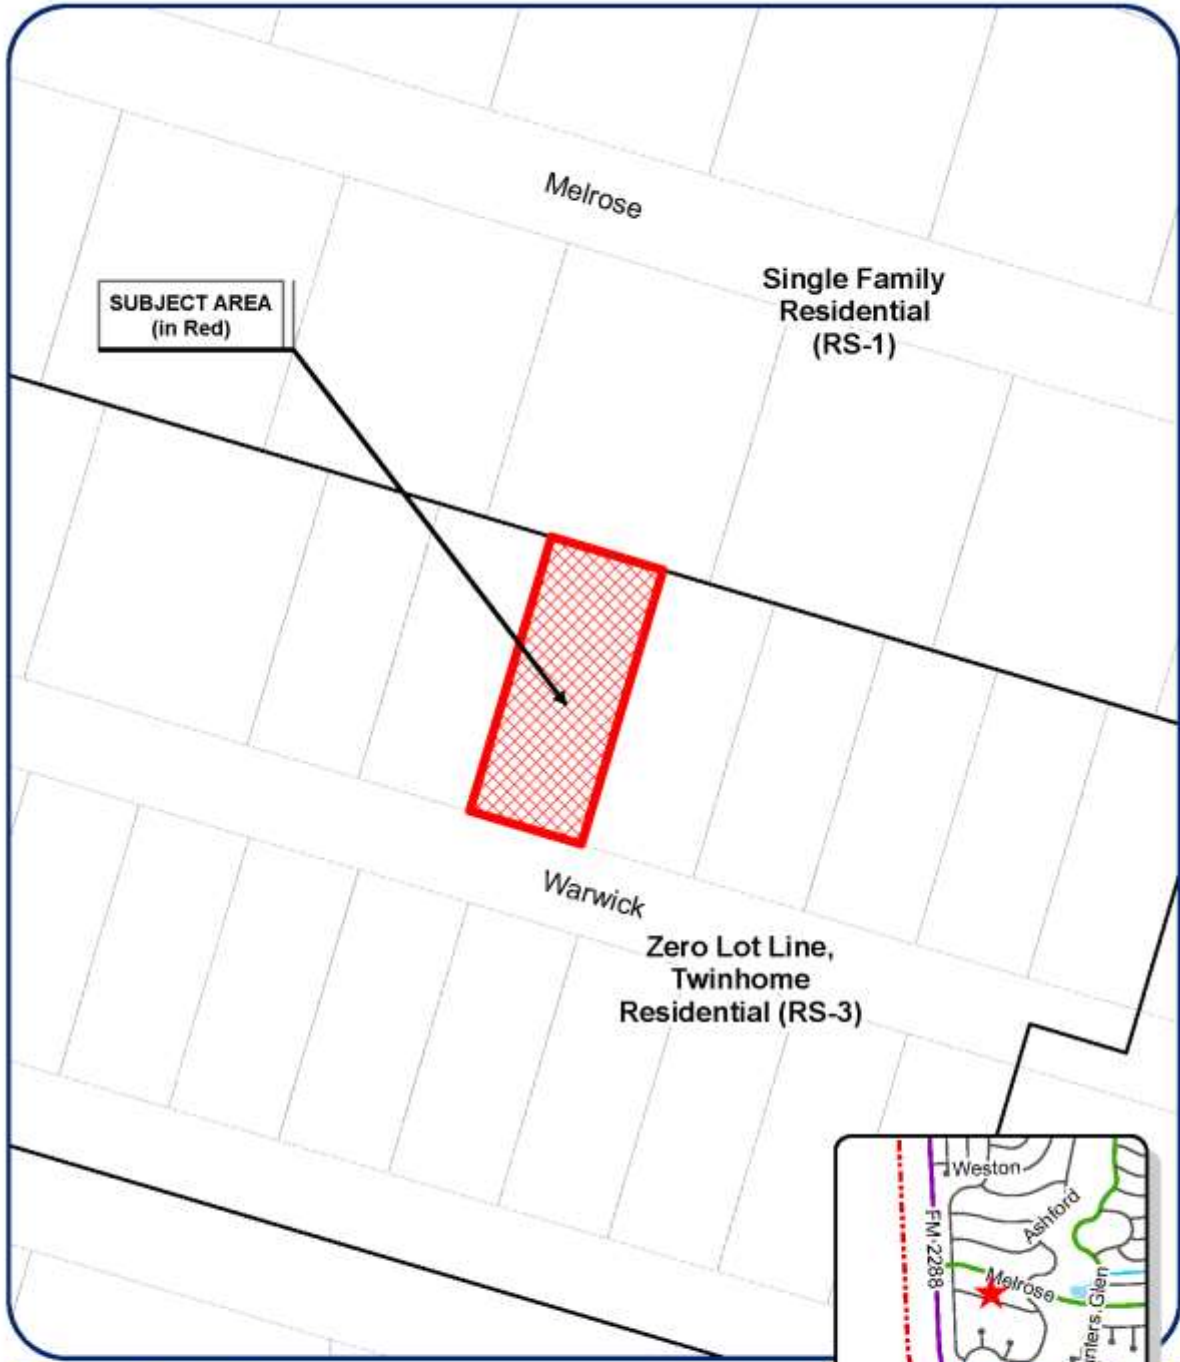 Melrose
Single Family
Residential
(RS-1)
SUBJECT AREA
(in Red)
Warwick
Zero Lot Line,
Twinhome
Residential (RS-3)
Weston
Ashford
FM 2288
Melrose
Glen